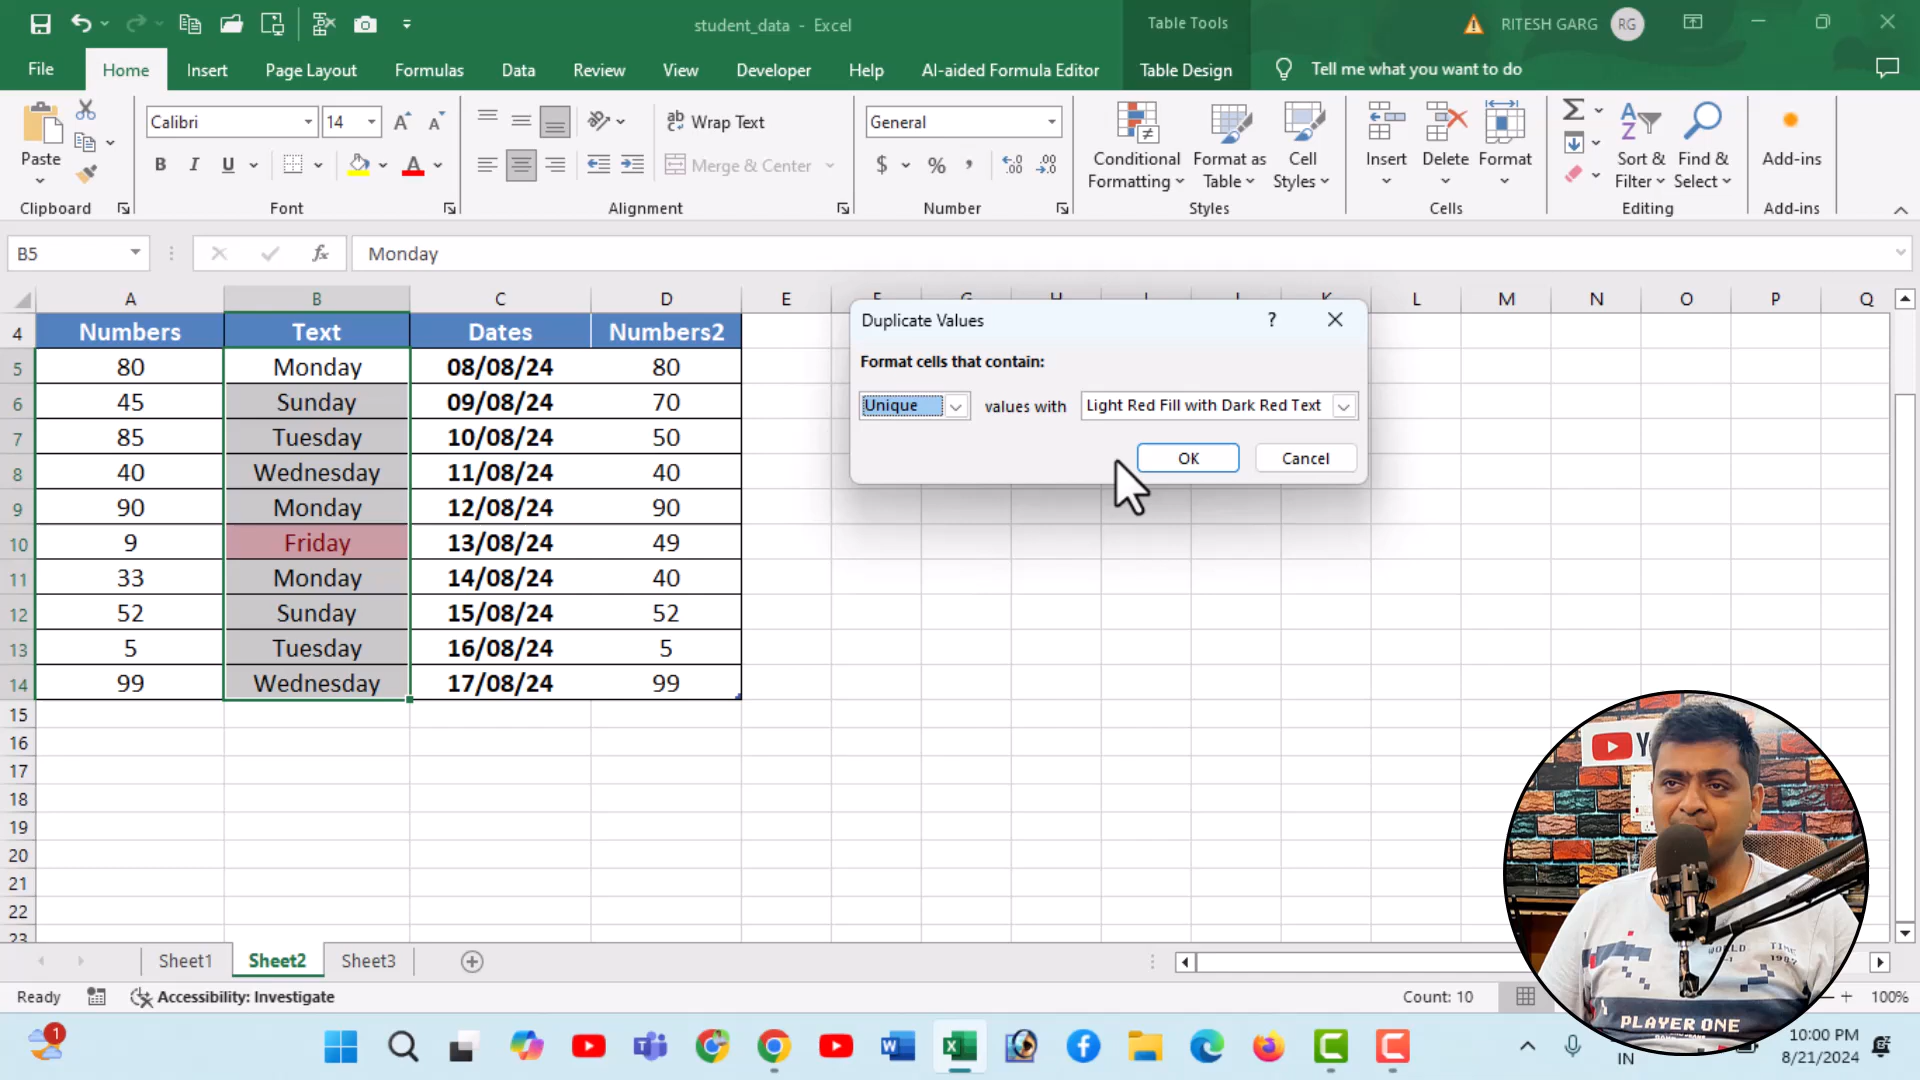 student_data - Excel
Table Tools
RITESH GARG
RG
File Home Insert Page Layout Formulas Data Review View Developer Help AI-aided Formula Editor Table Design Tell me what you want to do
Paste
Clipboard
Calibri 14
B I U A
Font
ab Wrap Text
Merge & Center
Alignment
General
$ % ,
Number
Conditional Formatting
Format as Table
Cell Styles
Styles
Insert Delete Format
Cells
Sort & Filter
Find & Select
Editing
Add-ins
Add-ins
B5 fx Monday
A B C D E F G H I J K L M N O P Q
4 Numbers Text Dates Numbers2
5 80 Monday 08/08/24 80
6 45 Sunday 09/08/24 70
7 85 Tuesday 10/08/24 50
8 40 Wednesday 11/08/24 40
9 90 Monday 12/08/24 90
10 9 Friday 13/08/24 49
11 33 Monday 14/08/24 40
12 52 Sunday 15/08/24 52
13 5 Tuesday 16/08/24 5
14 99 Wednesday 17/08/24 99
15
16
17
18
19
20
21
22
23
Duplicate Values ?
Format cells that contain:
Unique values with Light Red Fill with Dark Red Text
OK Cancel
WORLD TIME
PLAYER ONE
Sheet1 Sheet2 Sheet3
Ready Accessibility: Investigate Count: 10 100%
1
IN
10:00 PM
8/21/2024